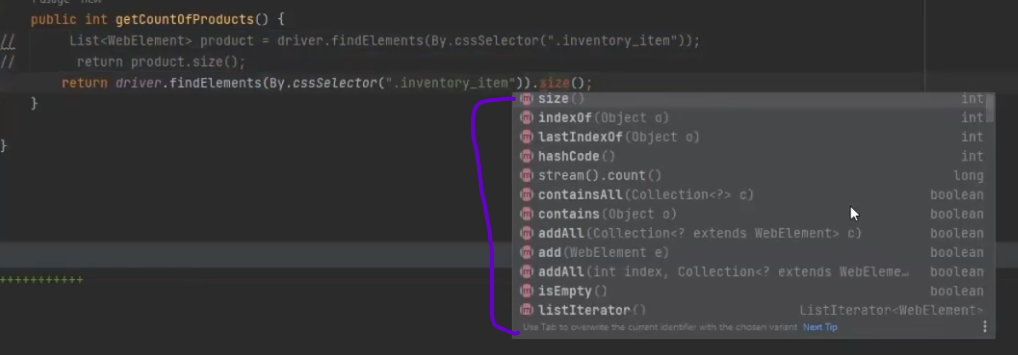 public int getCountOfProducts() {
// List<WebElement> product = driver.findElements(By.cssSelector(".inventory_item"));
// return product.size();
return driver.findElements(By.cssSelector(".inventory_item")).size();
}
}
+++++++++++
size() int
indexOf(Object o) int
lastIndexOf(Object o) int
hashCode() int
stream().count() long
containsAll(Collection<?> c) boolean
contains(Object o) boolean
addAll(Collection<? extends WebElement> c) boolean
add(WebElement e) boolean
addAll(int index, Collection<? extends WebEleme… boolean
isEmpty() boolean
listIterator() ListIterator<WebElement>
Use Tab to overwrite the current identifier with the chosen variant Next Tip